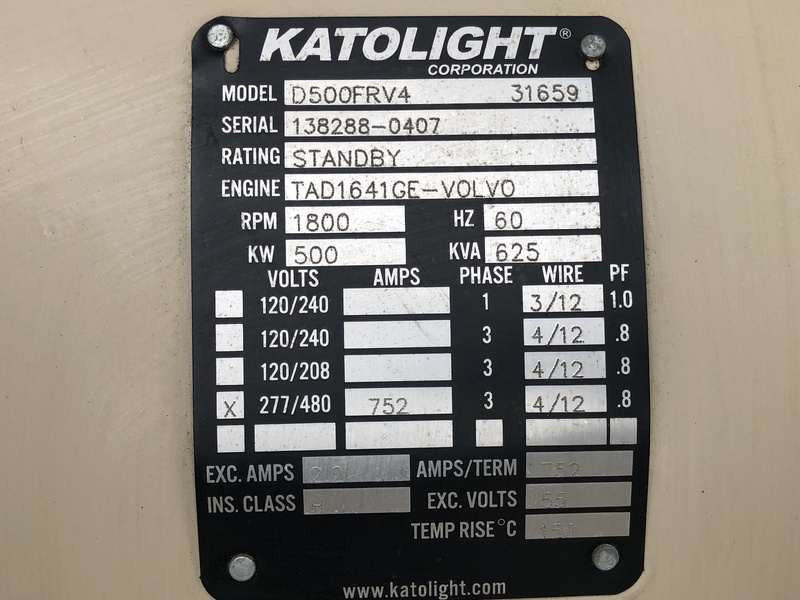 KATOLIGHT®
CORPORATION
MODEL D500FRV4 31659
SERIAL 138288-0407
RATING STANDBY
ENGINE TAD1641GE-VOLVO
RPM 1800 HZ 60
KW 500 KVA 625
VOLTS AMPS PHASE WIRE PF
120/240 1 3/12 1.0
120/240 3 4/12 .8
120/208 3 4/12 .8
X 277/480 752 3 4/12 .8
EXC. AMPS 2.2 AMPS/TERM 752
INS. CLASS EXC. VOLTS 55
TEMP RISE °C
www.katolight.com